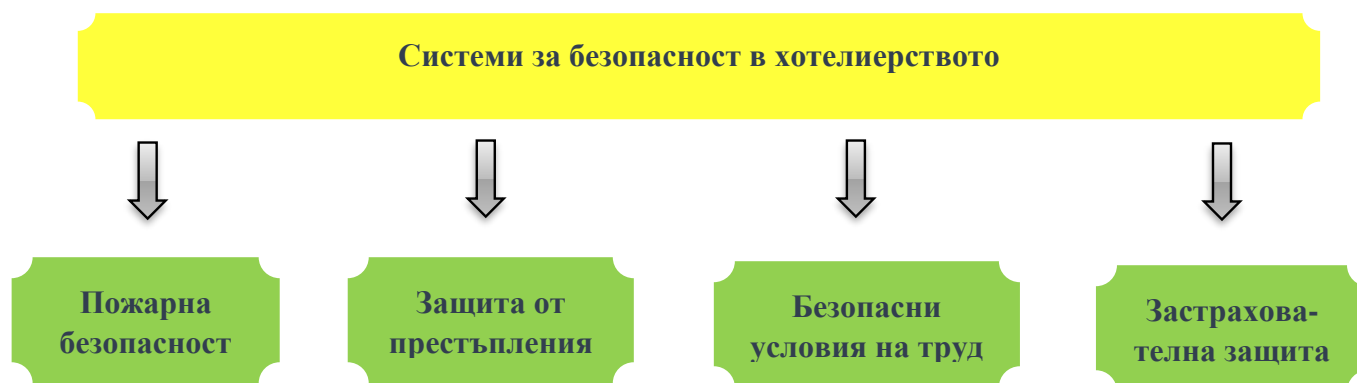 Системи за безопасност в хотелиерството
Пожарна
безопасност
Защита от
престъпления
Безопасни
условия на труд
Застрахова-
телна защита